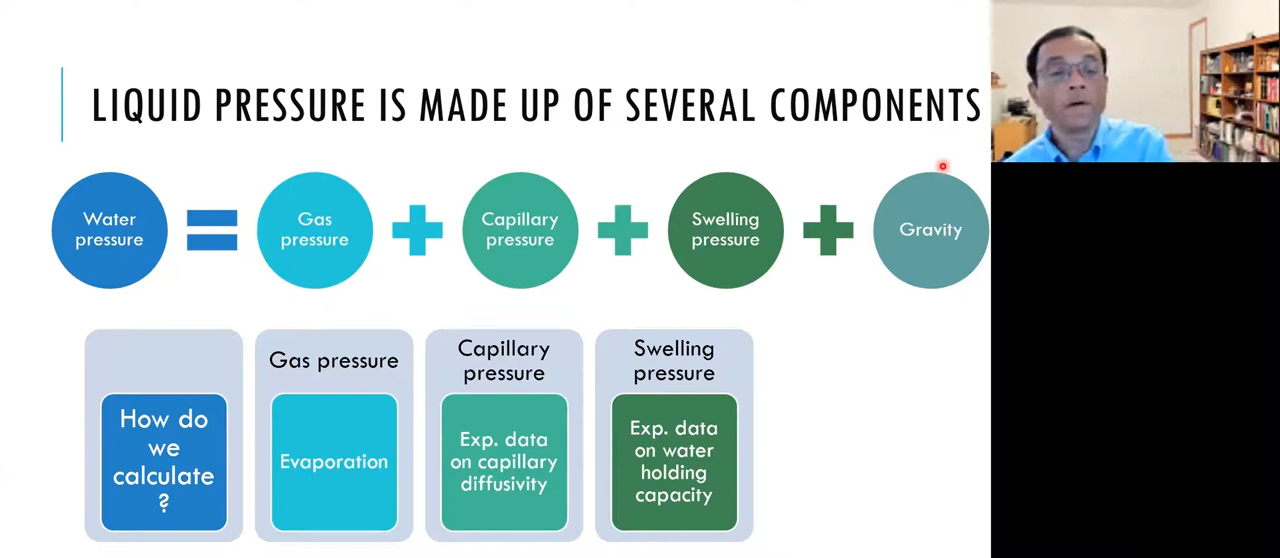 LIQUID PRESSURE IS MADE UP OF SEVERAL COMPONENTS
Water
pressure
=
Gas
pressure
+
Capillary
pressure
+
Swelling
pressure
+
Gravity
How do
we
calculate
?
Gas pressure
Evaporation
Capillary
pressure
Exp. data
on capillary
diffusivity
Swelling
pressure
Exp. data
on water
holding
capacity